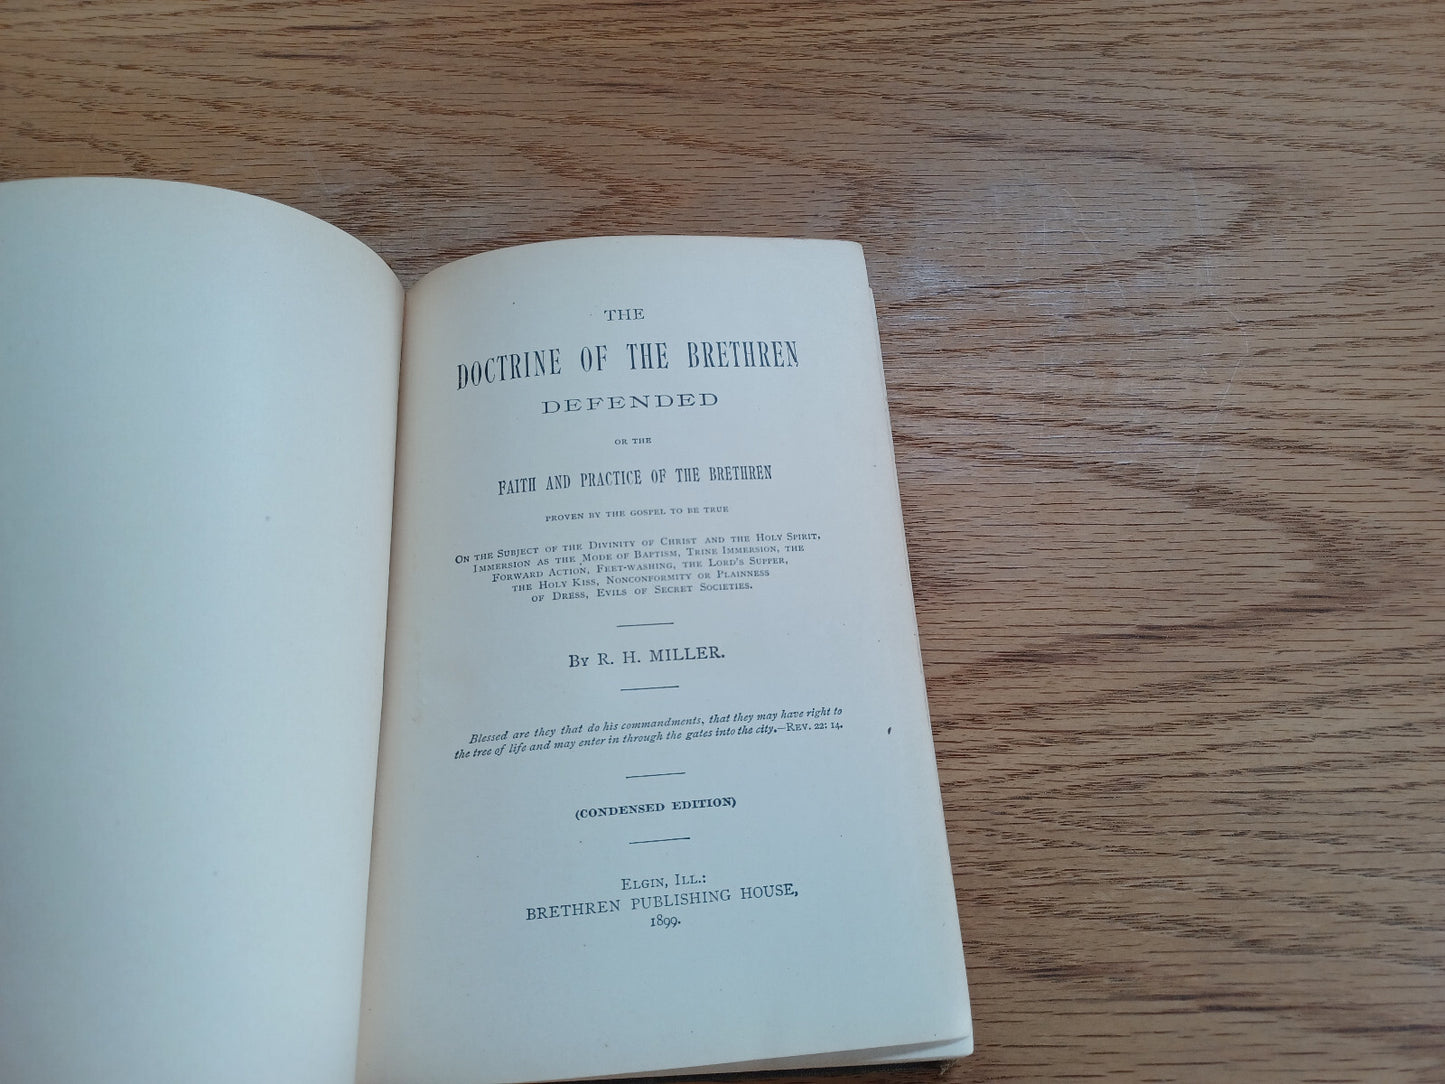 THE
DOCTRINE OF THE BRETHREN
DEFENDED
OR THE
FAITH AND PRACTICE OF THE BRETHREN
PROVEN BY THE GOSPEL TO BE TRUE
ON THE SUBJECT OF THE DIVINITY OF CHRIST AND THE HOLY SPIRIT,
IMMERSION AS THE MODE OF BAPTISM, TRINE IMMERSION, THE
FORWARD ACTION, FEET-WASHING, THE LORD'S SUPPER,
THE HOLY KISS, NONCONFORMITY OR PLAINNESS
OF DRESS, EVILS OF SECRET SOCIETIES.
By R. H. MILLER.
Blessed are they that do his commandments, that they may have right to
the tree of life and may enter in through the gates into the city.—REV. 22: 14.
(CONDENSED EDITION)
ELGIN, ILL.:
BRETHREN PUBLISHING HOUSE,
1899.